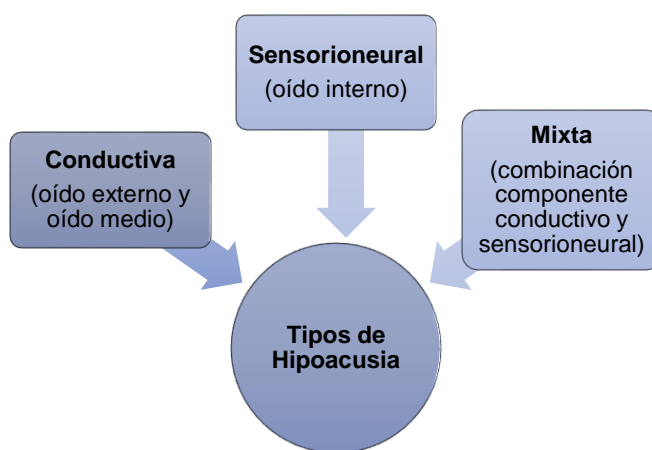 Sensorioneural
(oído interno)
Conductiva
(oído externo y
oído medio)
Mixta
(combinación
componente
conductivo y
sensorioneural)
Tipos de
Hipoacusia